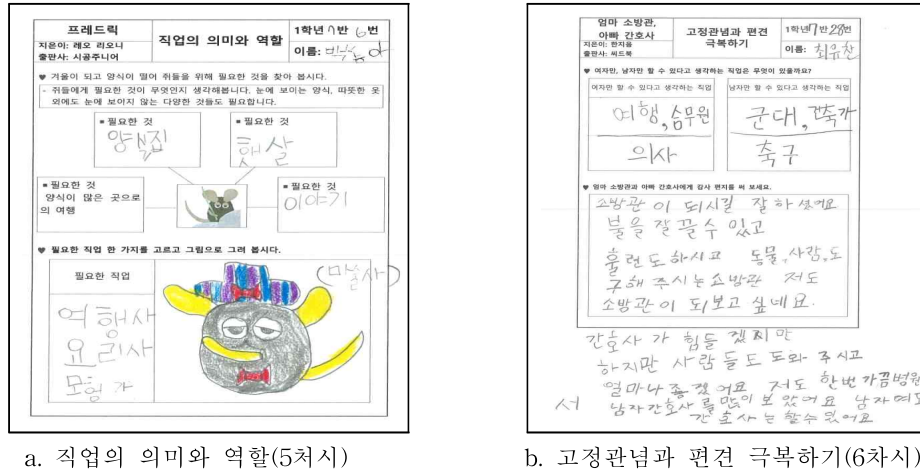 프레드릭
지은이: 레오 리오니
출판사: 시공주니어
직업의 의미와 역할
1학년 7반 6번
이름:
♥ 겨울이 되고 양식이 떨어 쥐들을 위해 필요한 것을 찾아 봅시다.
- 쥐들에게 필요한 것이 무엇인지 생각해봅니다. 눈에 보이는 양식, 따뜻한 옷
외에도 눈에 보이지 않는 다양한 것들도 필요합니다.
▪ 필요한 것
양식집
▪ 필요한 것
햇살
▪ 필요한 것
양식이 많은 곳으로
의 여행
▪ 필요한 것
이야기
♥ 필요한 직업 한 가지를 고르고 그림으로 그려 봅시다.
필요한 직업
여행사
요리사
모험가
(마술사)
a. 직업의 의미와 역할(5처시)
엄마 소방관,
아빠 간호사
지은이: 한지음
출판사: 씨드북
고정관념과 편견
극복하기
1학년 7반 28번
이름: 최유찬
♥ 여자만, 남자만 할 수 있다고 생각하는 직업은 무엇이 있을까요?
여자만 할 수 있다고 생각하는 직업
여행, 승무원
의사
남자만 할 수 있다고 생각하는 직업
군대, 건축가
축구
♥ 엄마 소방관과 아빠 간호사에게 감사 편지를 써 보세요.
소방관이 되시길 잘하셨어요
불을 잘 끌수 있고
훌련도하시고 동물,사람,도
구해 주시는소방관 저도
소방관이 되보고 싶네요.
간호사가 힘들겠지만
하지만 사람들도 도와 주시고
얼마나 좋겠어요 저도 한번 가끔병원
서 남자간호사를 많이 보았어요 남자여도
간호사는 할수 있어요
b. 고정관념과 편견 극복하기(6차시)